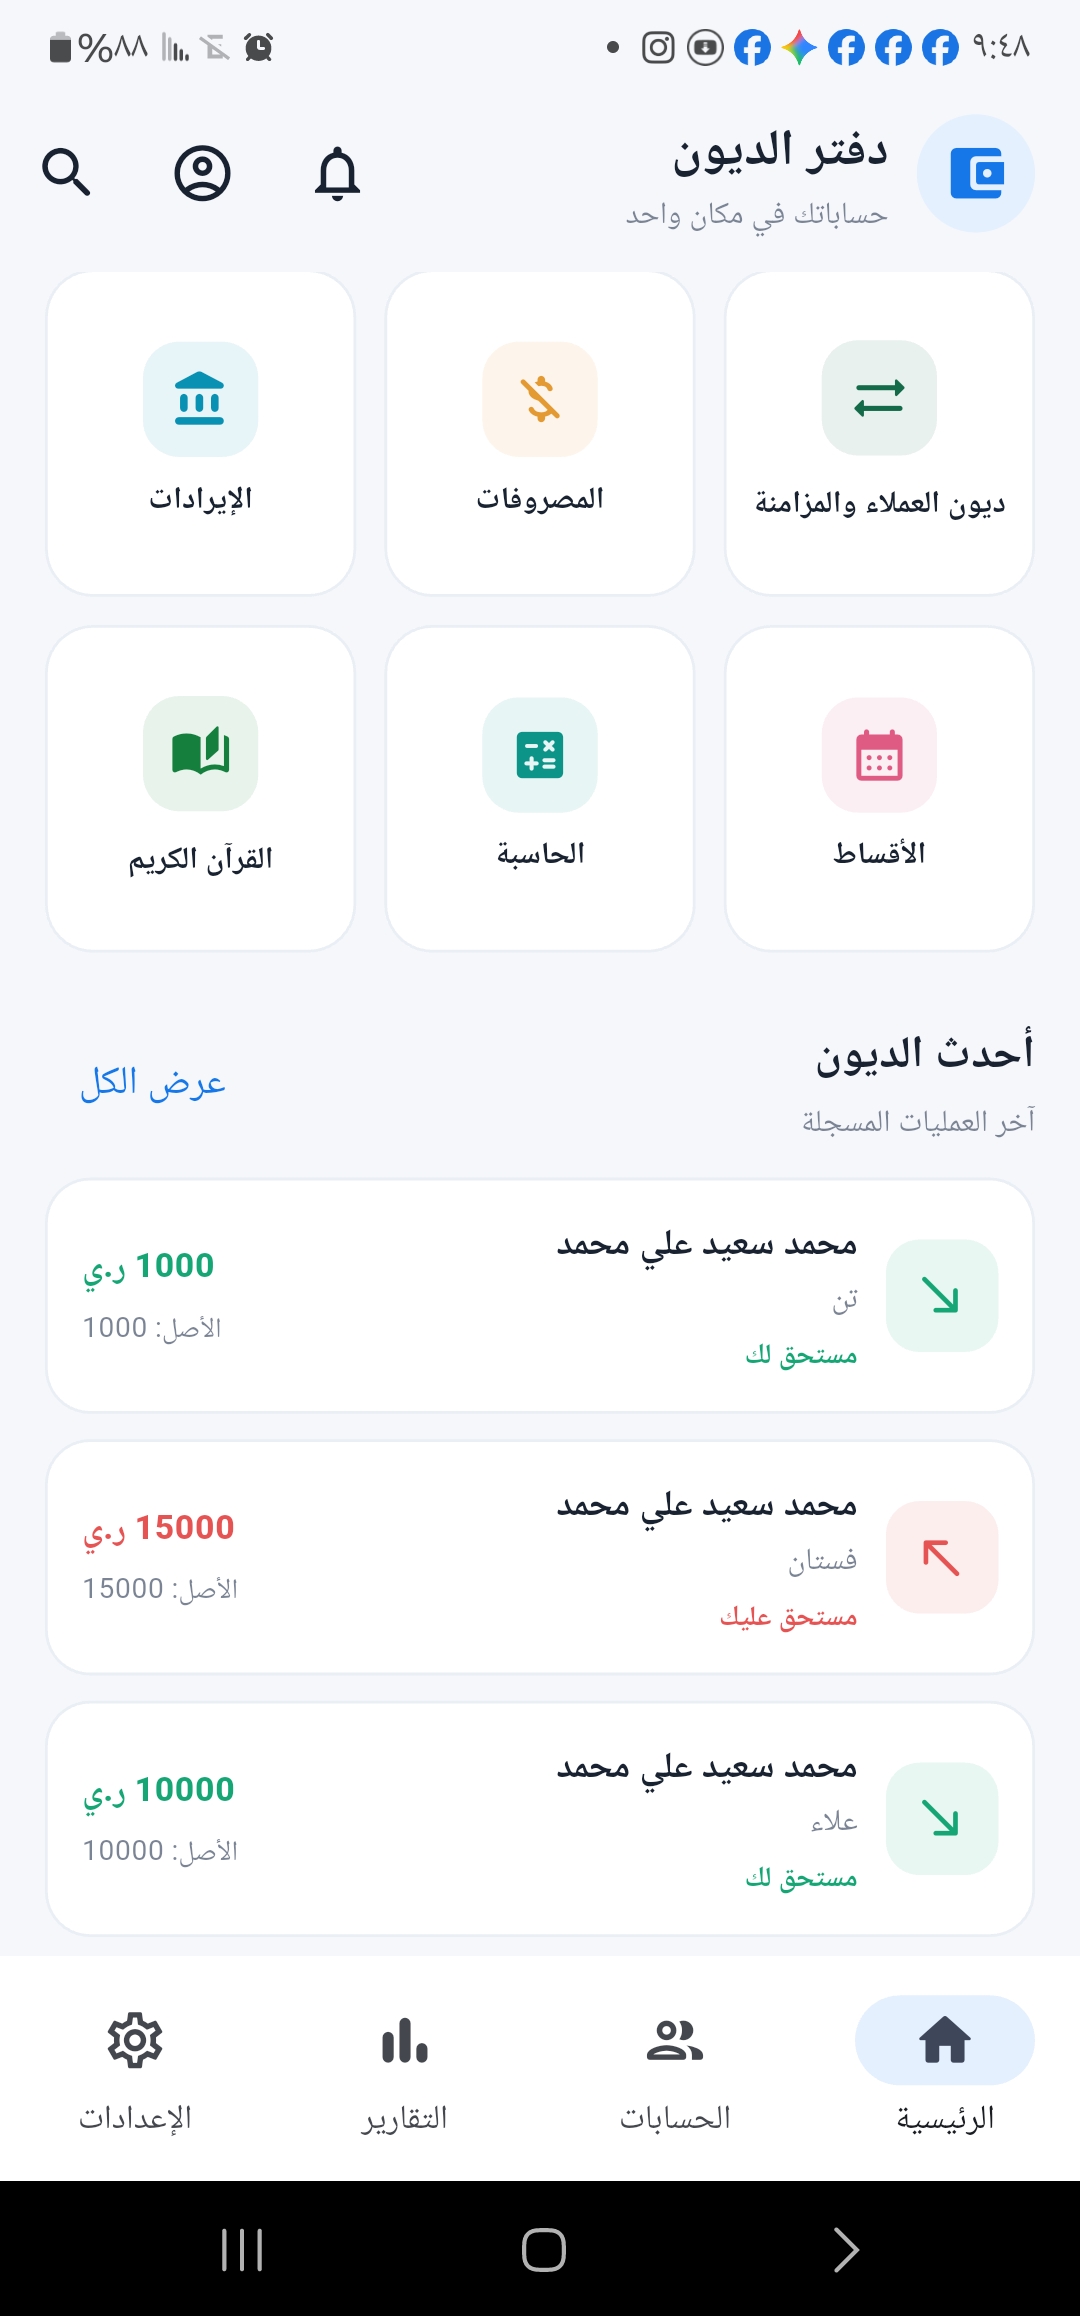 ٩:٤٨
%٨٨
دفتر الديون
حساباتك في مكان واحد
ديون العملاء والمزامنة
المصروفات
الإيرادات
الأقساط
الحاسبة
القرآن الكريم
أحدث الديون
عرض الكل
آخر العمليات المسجلة
محمد سعيد علي محمد
1000 ر.ي
تن
الأصل: 1000
مستحق لك
محمد سعيد علي محمد
15000 ر.ي
فستان
الأصل: 15000
مستحق عليك
محمد سعيد علي محمد
10000 ر.ي
علاء
الأصل: 10000
مستحق لك
الرئيسية
الحسابات
التقارير
الإعدادات